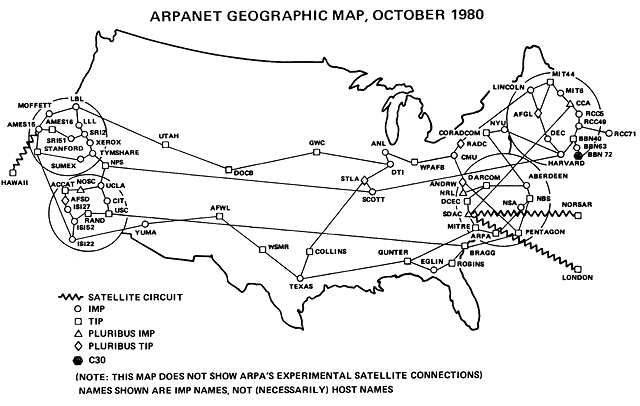 ARPANET GEOGRAPHIC MAP, OCTOBER 1980
MOFFETT
LBL
AMES15
AMES16
LLL
SRI2
SRI51
XEROX
STANFORD
TYMSHARE
SUMEX
NPS
HAWAII
ACCAT
NOSC
UCLA
AFSD
CIT
ISI27
RAND
USC
ISI52
ISI22
UTAH
DOCB
GWC
ANL
DTI
STLA
SCOTT
WPAFB
YUMA
AFWL
WSMR
COLLINS
TEXAS
GUNTER
EGLIN
ROBINS
BRAGG
LINCOLN
MIT44
MIT6
CCA
RCC5
RCC49
RCC71
AFGL
DEC
BBN40
BBN63
BBN 72
HARVARD
NYU
CORADCOM
RADC
CMU
DARCOM
ABERDEEN
ANDRW
NRL
DCEC
NSA
NBS
SDAC
NORSAR
MITRE
ARPA
PENTAGON
LONDON
SATELLITE CIRCUIT
IMP
TIP
PLURIBUS IMP
PLURIBUS TIP
C30
(NOTE: THIS MAP DOES NOT SHOW ARPA'S EXPERIMENTAL SATELLITE CONNECTIONS)
NAMES SHOWN ARE IMP NAMES, NOT (NECESSARILY) HOST NAMES